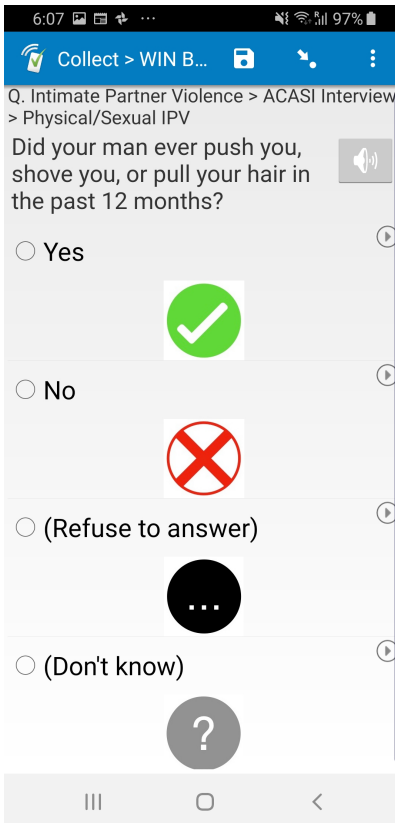 6:07 ... R 97%
Collect > WIN B...
Q. Intimate Partner Violence > ACASI Interview
> Physical/Sexual IPV
Did your man ever push you,
shove you, or pull your hair in
the past 12 months?
Yes
No
(Refuse to answer)
...
(Don't know)
?